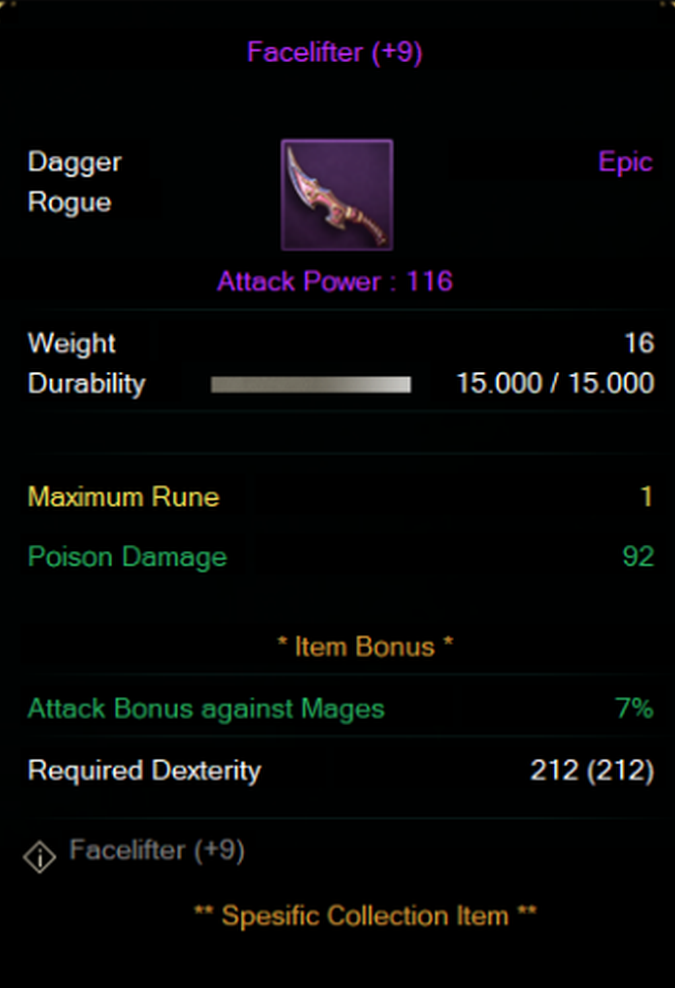 Facelifter (+9)
Dagger
Epic
Rogue
Attack Power : 116
Weight 16
Durability 15.000 / 15.000
Maximum Rune 1
Poison Damage 92
* Item Bonus *
Attack Bonus against Mages 7%
Required Dexterity 212 (212)
Facelifter (+9)
** Spesific Collection Item **